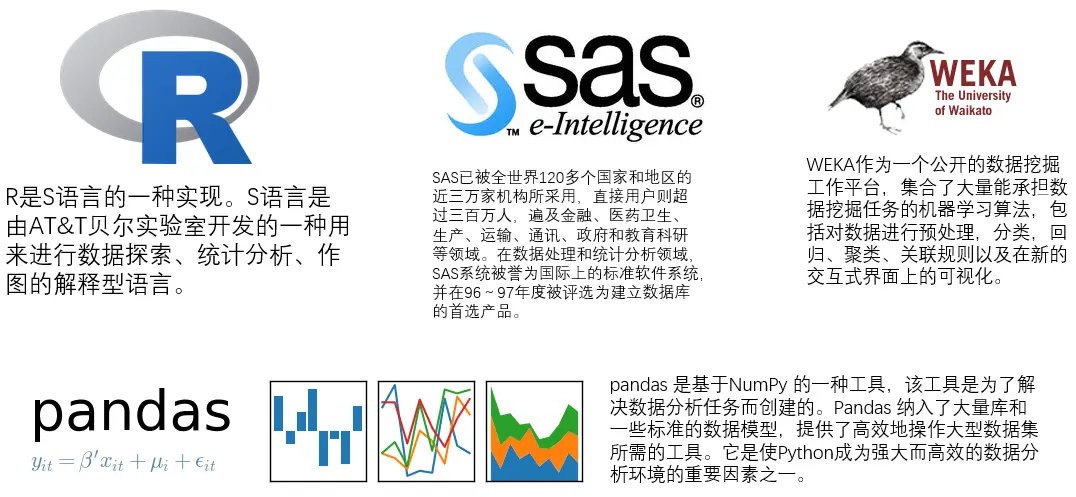 R
R是S语言的一种实现。S语言是
由AT&T贝尔实验室开发的一种用
来进行数据探索、统计分析、作
图的解释型语言。
sas®
™ e-Intelligence
SAS已被全世界120多个国家和地区的
近三万家机构所采用，直接用户则超
过三百万人，遍及金融、医药卫生、
生产、运输、通讯、政府和教育科研
等领域。在数据处理和统计分析领域，
SAS系统被誉为国际上的标准软件系统，
并在96～97年度被评选为建立数据库
的首选产品。
WEKA
The University
of Waikato
WEKA作为一个公开的数据挖掘
工作平台，集合了大量能承担数
据挖掘任务的机器学习算法，包
括对数据进行预处理，分类，回
归、聚类、关联规则以及在新的
交互式界面上的可视化。
pandas
y_it = β′x_it + μ_i + ϵ_it
pandas 是基于NumPy 的一种工具，该工具是为了解
决数据分析任务而创建的。Pandas 纳入了大量库和
一些标准的数据模型，提供了高效地操作大型数据集
所需的工具。它是使Python成为强大而高效的数据分
析环境的重要因素之一。